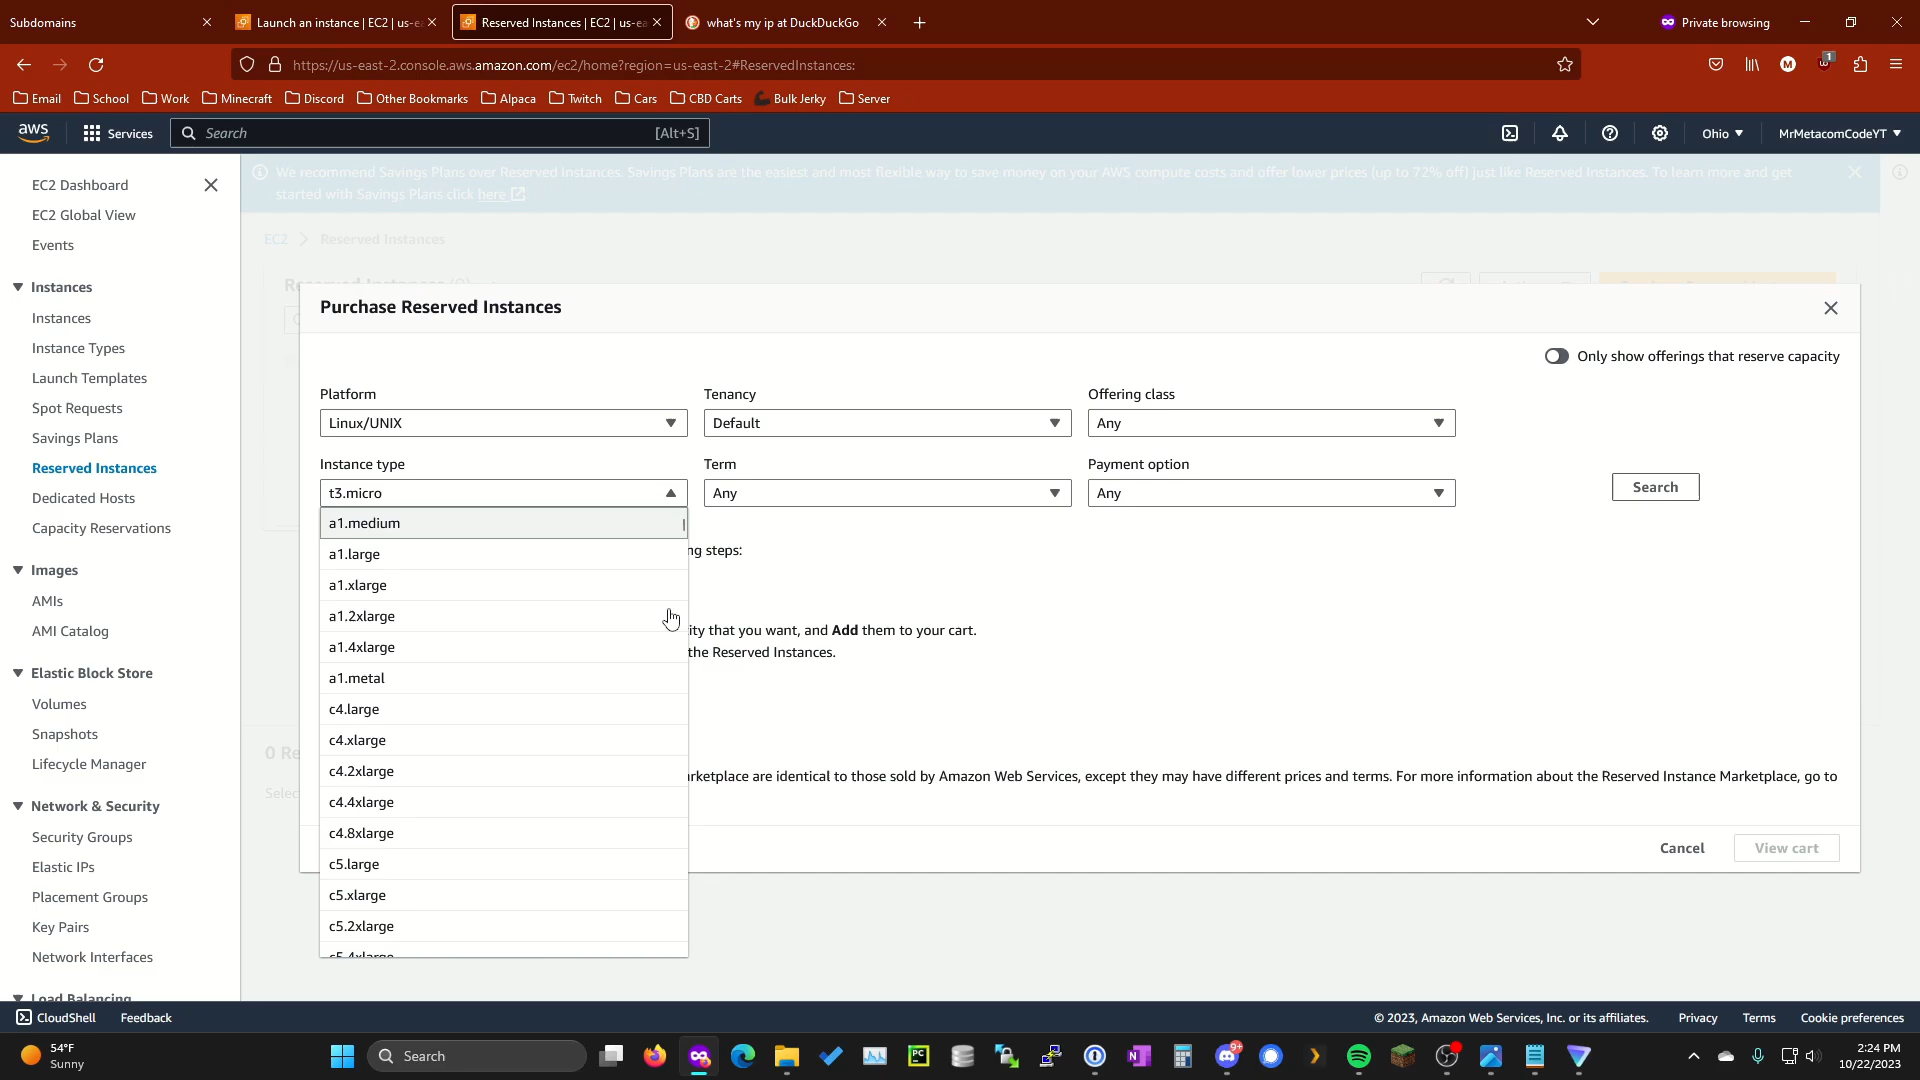 Subdomains
Launch an instance | EC2 | us-e
Reserved Instances | EC2 | us-ea
what's my ip at DuckDuckGo
Private browsing
https://us-east-2.console.aws.amazon.com/ec2/home?region=us-east-2#ReservedInstances:
1
M
Email School Work Minecraft Discord Other Bookmarks Alpaca Twitch Cars CBD Carts Bulk Jerky Server
aws Services Search [Alt+S] Ohio MrMetacomCodeYT
EC2 Dashboard
EC2 Global View
Events
Instances
Instances
Instance Types
Launch Templates
Spot Requests
Savings Plans
Reserved Instances
Dedicated Hosts
Capacity Reservations
Images
AMIs
AMI Catalog
Elastic Block Store
Volumes
Snapshots
Lifecycle Manager
Network & Security
Security Groups
Elastic IPs
Placement Groups
Key Pairs
Network Interfaces
Load Balancing
We recommend Savings Plans over Reserved Instances. Savings Plans are the easiest and most flexible way to save money on your AWS compute costs and offer lower prices (up to 72% off) just like Reserved Instances. To learn more and get
started with Savings Plans click here
EC2 Reserved Instances
Purchase Reserved Instances
Only show offerings that reserve capacity
Platform Tenancy Offering class
Linux/UNIX Default Any
Instance type Term Payment option
t3.micro Any Any Search
a1.medium
a1.large
a1.xlarge
a1.2xlarge
a1.4xlarge
a1.metal
c4.large
c4.xlarge
c4.2xlarge
c4.4xlarge
c4.8xlarge
c5.large
c5.xlarge
c5.2xlarge
c5.4xlarge
ng steps:
ity that you want, and Add them to your cart.
the Reserved Instances.
0 Re
Selec
rketplace are identical to those sold by Amazon Web Services, except they may have different prices and terms. For more information about the Reserved Instance Marketplace, go to
Cancel View cart
CloudShell Feedback © 2023, Amazon Web Services, Inc. or its affiliates. Privacy Terms Cookie preferences
54°F
Sunny
Search
PC
9+
2:24 PM
10/22/2023